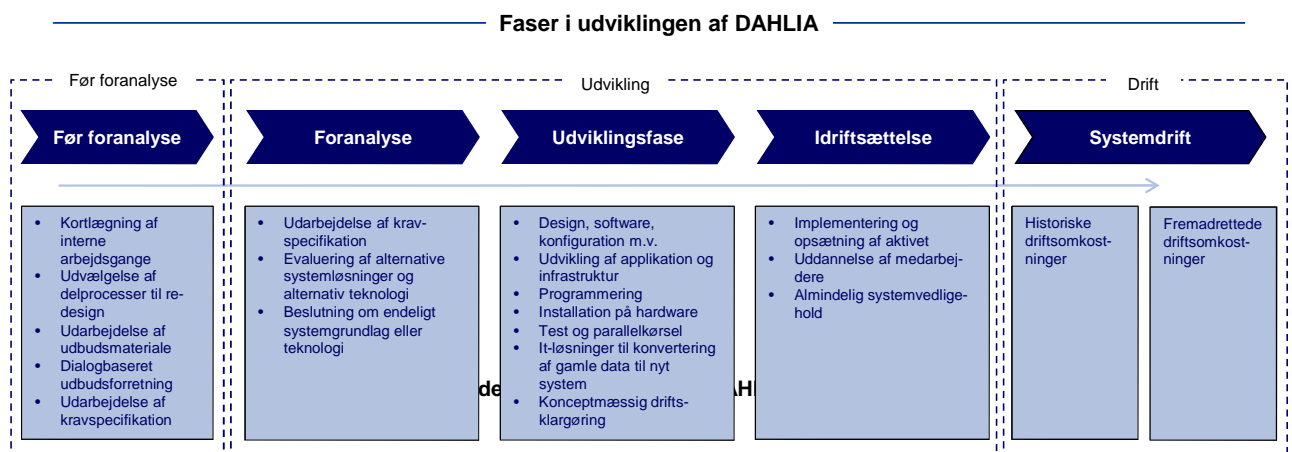 Faser i udviklingen af DAHLIA
Før foranalyse
Udvikling
Drift
Før foranalyse
Foranalyse
Udviklingsfase
Idriftsættelse
Systemdrift
• Kortlægning af
interne
arbejdsgange
• Udvælgelse af
delprocesser til re-
design
• Udarbejdelse af
udbudsmateriale
• Dialogbaseret
udbudsforretning
• Udarbejdelse af
kravspecifikation
• Udarbejdelse af krav-
specifikation
• Evaluering af alternative
systemløsninger og
alternativ teknologi
• Beslutning om endeligt
systemgrundlag eller
teknologi
• Design, software,
konfiguration m.v.
• Udvikling af applikation og
infrastruktur
• Programmering
• Installation på hardware
• Test og parallelkørsel
• It-løsninger til konvertering
af gamle data til nyt
system
• Konceptmæssig drifts-
klargøring
• Implementering og
opsætning af aktivet
• Uddannelse af medarbej-
dere
• Almindelig systemvedlige-
hold
Historiske
driftsomkost-
ninger
Fremadrettede
driftsomkost-
ninger